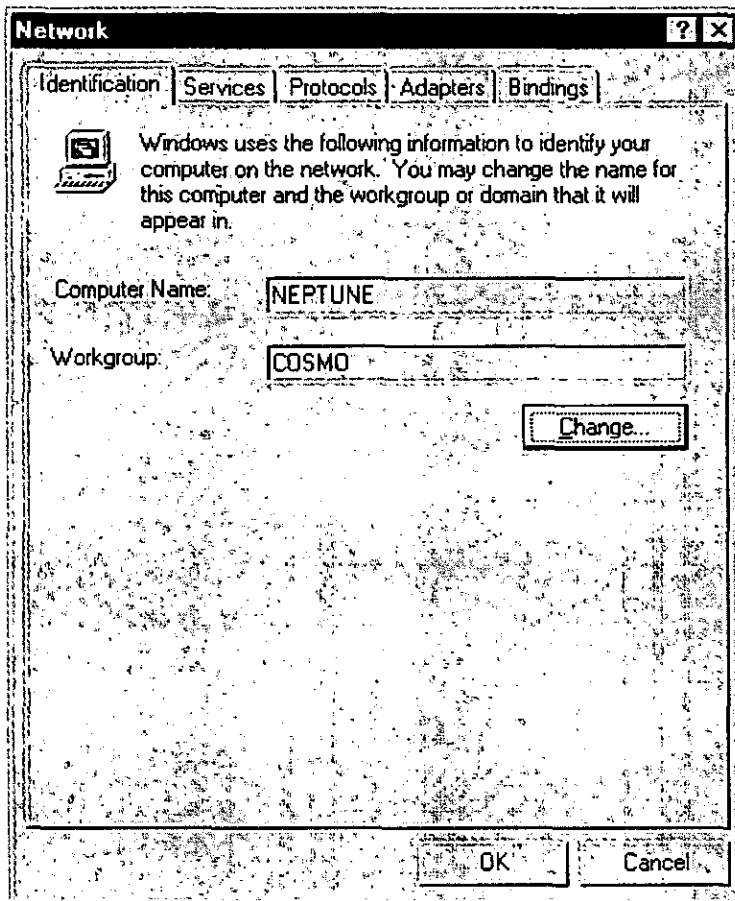 Network
Identification Services Protocols Adapters Bindings
Windows uses the following information to identify your
computer on the network. You may change the name for
this computer and the workgroup or domain that it will
appear in.
Computer Name: NEPTUNE
Workgroup: COSMO
Change...
OK Cancel